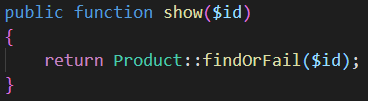 public function show($id)
{
    return Product::findOrFail($id);
}